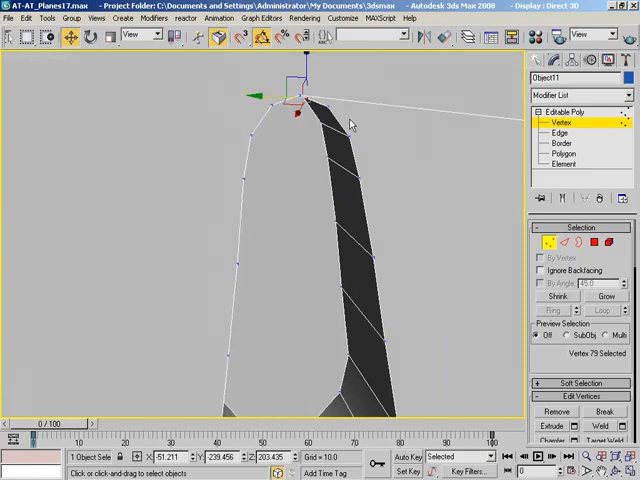 AT-AT_Planes17.max - Project Folder: C:\Documents and Settings\Administrator\My Documents\3dsmax - Autodesk 3ds Max 2008 - Display : Direct 3D
File Edit Tools Group Views Create Modifiers reactor Animation Graph Editors Rendering Customize MAXScript Help
View View
Object11
Modifier List
Editable Poly
Vertex
Edge
Border
Polygon
Element
Selection
By Vertex
Ignore Backfacing
By Angle: 45.0
Shrink Grow
Ring Loop
Preview Selection
Off SubObj Multi
Vertex 79 Selected
+ Soft Selection
- Edit Vertices
Remove Break
Extrude Weld
Chamfer Target Weld
0 / 100
0 10 20 30 40 50 60 70 80 90 100
1 Object Sele X: -51.211 Y: -239.456 Z: 203.435 Grid = 10.0 Auto Key Selected
Click or click-and-drag to select objects Add Time Tag Set Key Key Filters... 0